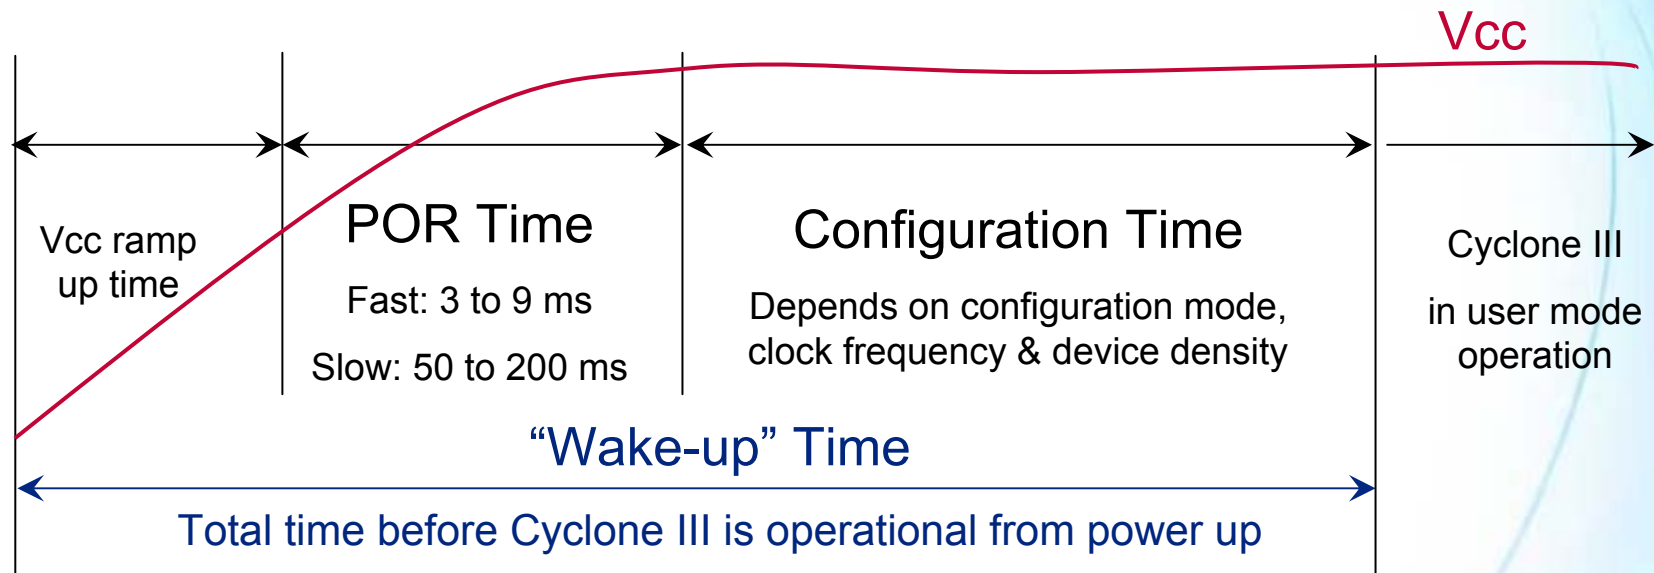 Vcc
Vcc ramp
up time
POR Time
Fast: 3 to 9 ms
Slow: 50 to 200 ms
Configuration Time
Depends on configuration mode,
clock frequency & device density
Cyclone III
in user mode
operation
“Wake-up” Time
Total time before Cyclone III is operational from power up